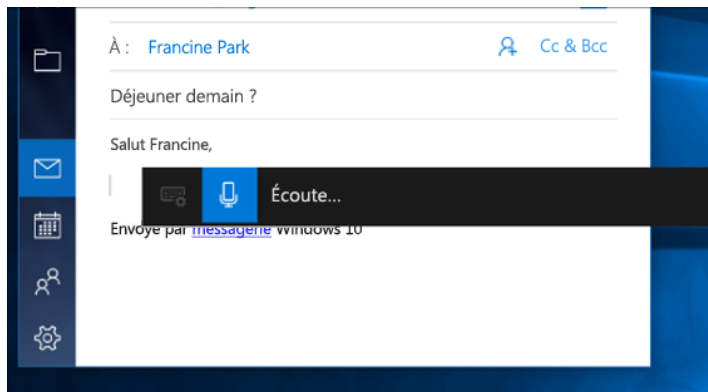 À : Francine Park Cc & Bcc
Déjeuner demain ?
Salut Francine,
Écoute...
Envoyé par messagerie Windows 10